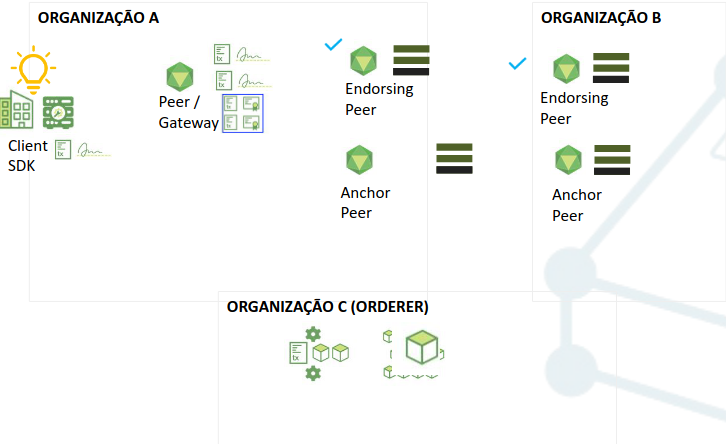 ORGANIZAÇÃO A
ORGANIZAÇÃO B
tx
tx
Peer /
Gateway
Endorsing
Peer
Endorsing
Peer
Client
SDK
tx
Anchor
Peer
Anchor
Peer
ORGANIZAÇÃO C (ORDERER)
tx